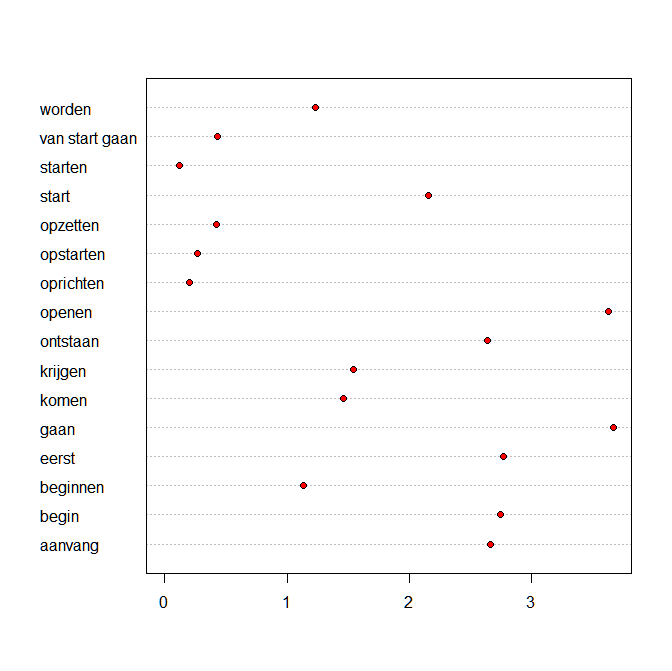 worden
van start gaan
starten
start
opzetten
opstarten
oprichten
openen
ontstaan
krijgen
komen
gaan
eerst
beginnen
begin
aanvang
0 1 2 3